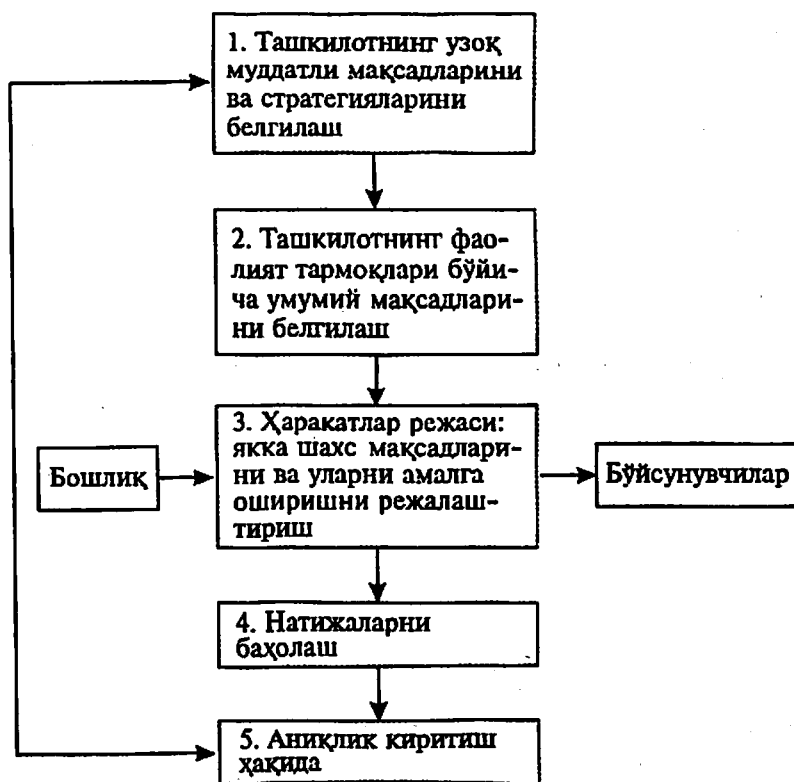 1. Ташкилотнинг узоқ
муддатли мақсадларини
ва стратегияларини
белгилаш
2. Ташкилотнинг фао-
лият тармоқлари бўйи-
ча умумий мақсадлари-
ни белгилаш
Бошлиқ
3. Ҳаракатлар режаси:
якка шахс мақсадлари-
ни ва уларни амалга
оширишни режалаш-
тириш
Бўйсунувчилар
4. Натижаларни
баҳолаш
5. Аниқлик киритиш
ҳақида